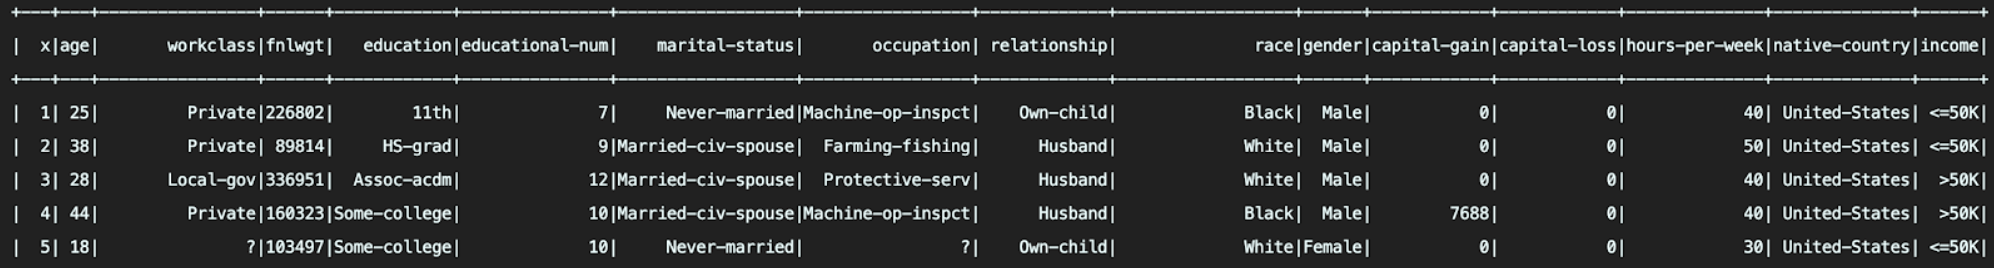 +---+---+----------------+------+------------+---------------+------------------+-----------------+-------------+------------------+------+------------+------------+--------------+--------------+------+
|  x|age|       workclass|fnlwgt|   education|educational-num|    marital-status|       occupation| relationship|              race|gender|capital-gain|capital-loss|hours-per-week|native-country|income|
+---+---+----------------+------+------------+---------------+------------------+-----------------+-------------+------------------+------+------------+------------+--------------+--------------+------+
|  1| 25|         Private|226802|        11th|              7|     Never-married|Machine-op-inspct|    Own-child|             Black|  Male|           0|           0|            40| United-States| <=50K|
|  2| 38|         Private| 89814|     HS-grad|              9|Married-civ-spouse|  Farming-fishing|      Husband|             White|  Male|           0|           0|            50| United-States| <=50K|
|  3| 28|       Local-gov|336951|  Assoc-acdm|             12|Married-civ-spouse|  Protective-serv|      Husband|             White|  Male|           0|           0|            40| United-States|  >50K|
|  4| 44|         Private|160323|Some-college|             10|Married-civ-spouse|Machine-op-inspct|      Husband|             Black|  Male|        7688|           0|            40| United-States|  >50K|
|  5| 18|               ?|103497|Some-college|             10|     Never-married|                ?|    Own-child|             White|Female|           0|           0|            30| United-States| <=50K|